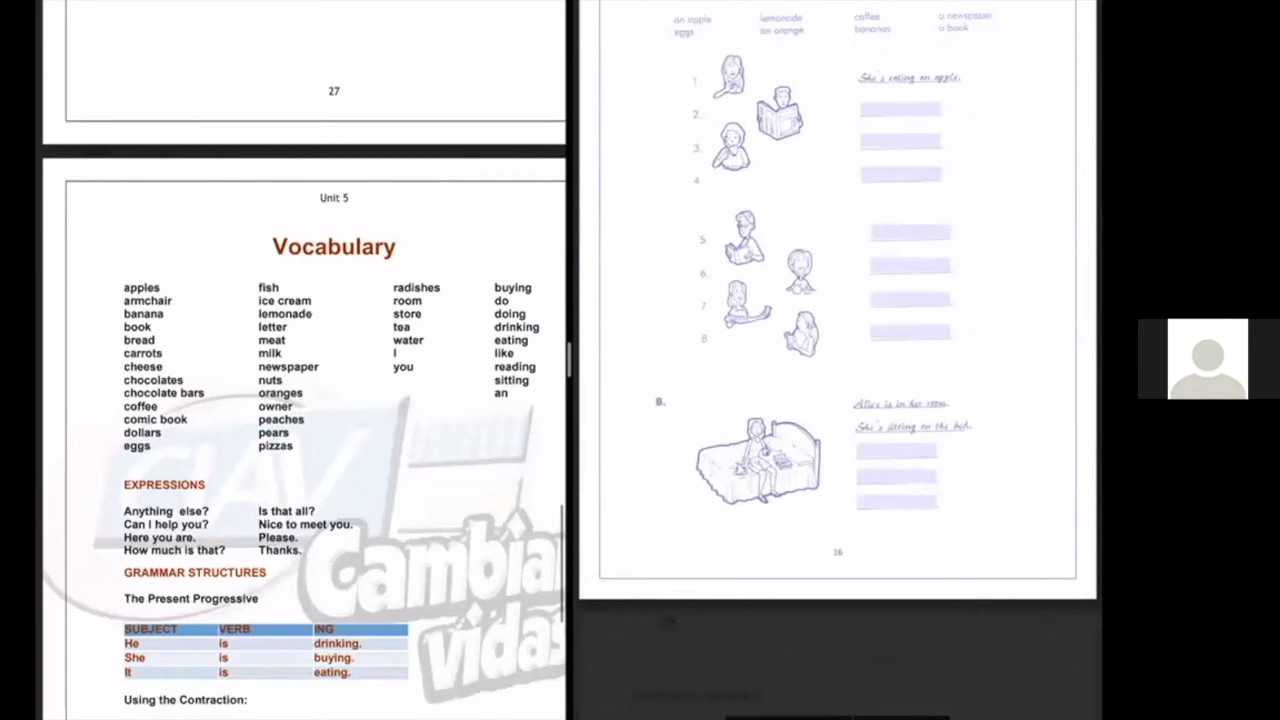 27
Unit 5
Vocabulary
apples fish radishes buying
armchair ice cream room do
banana lemonade store doing
book letter tea drinking
bread meat water eating
carrots milk I like
cheese newspaper you reading
chocolates nuts sitting
chocolate bars oranges an
coffee owner
comic book peaches
dollars pears
eggs pizzas
EXPRESSIONS
Anything else? Is that all?
Can I help you? Nice to meet you.
Here you are. Please.
How much is that? Thanks.
GRAMMAR STRUCTURES
The Present Progressive
SUBJECT VERB ING
He is drinking.
She is buying.
It is eating.
Using the Contraction:
CIAV
Cambian
vidas
an apple lemonade coffee a newspaper
eggs an orange bananas a book
1. She's eating an apple.
2.
3.
4.
5.
6.
7.
8.
B. Alice is in her room.
She's sitting on the bed.
16